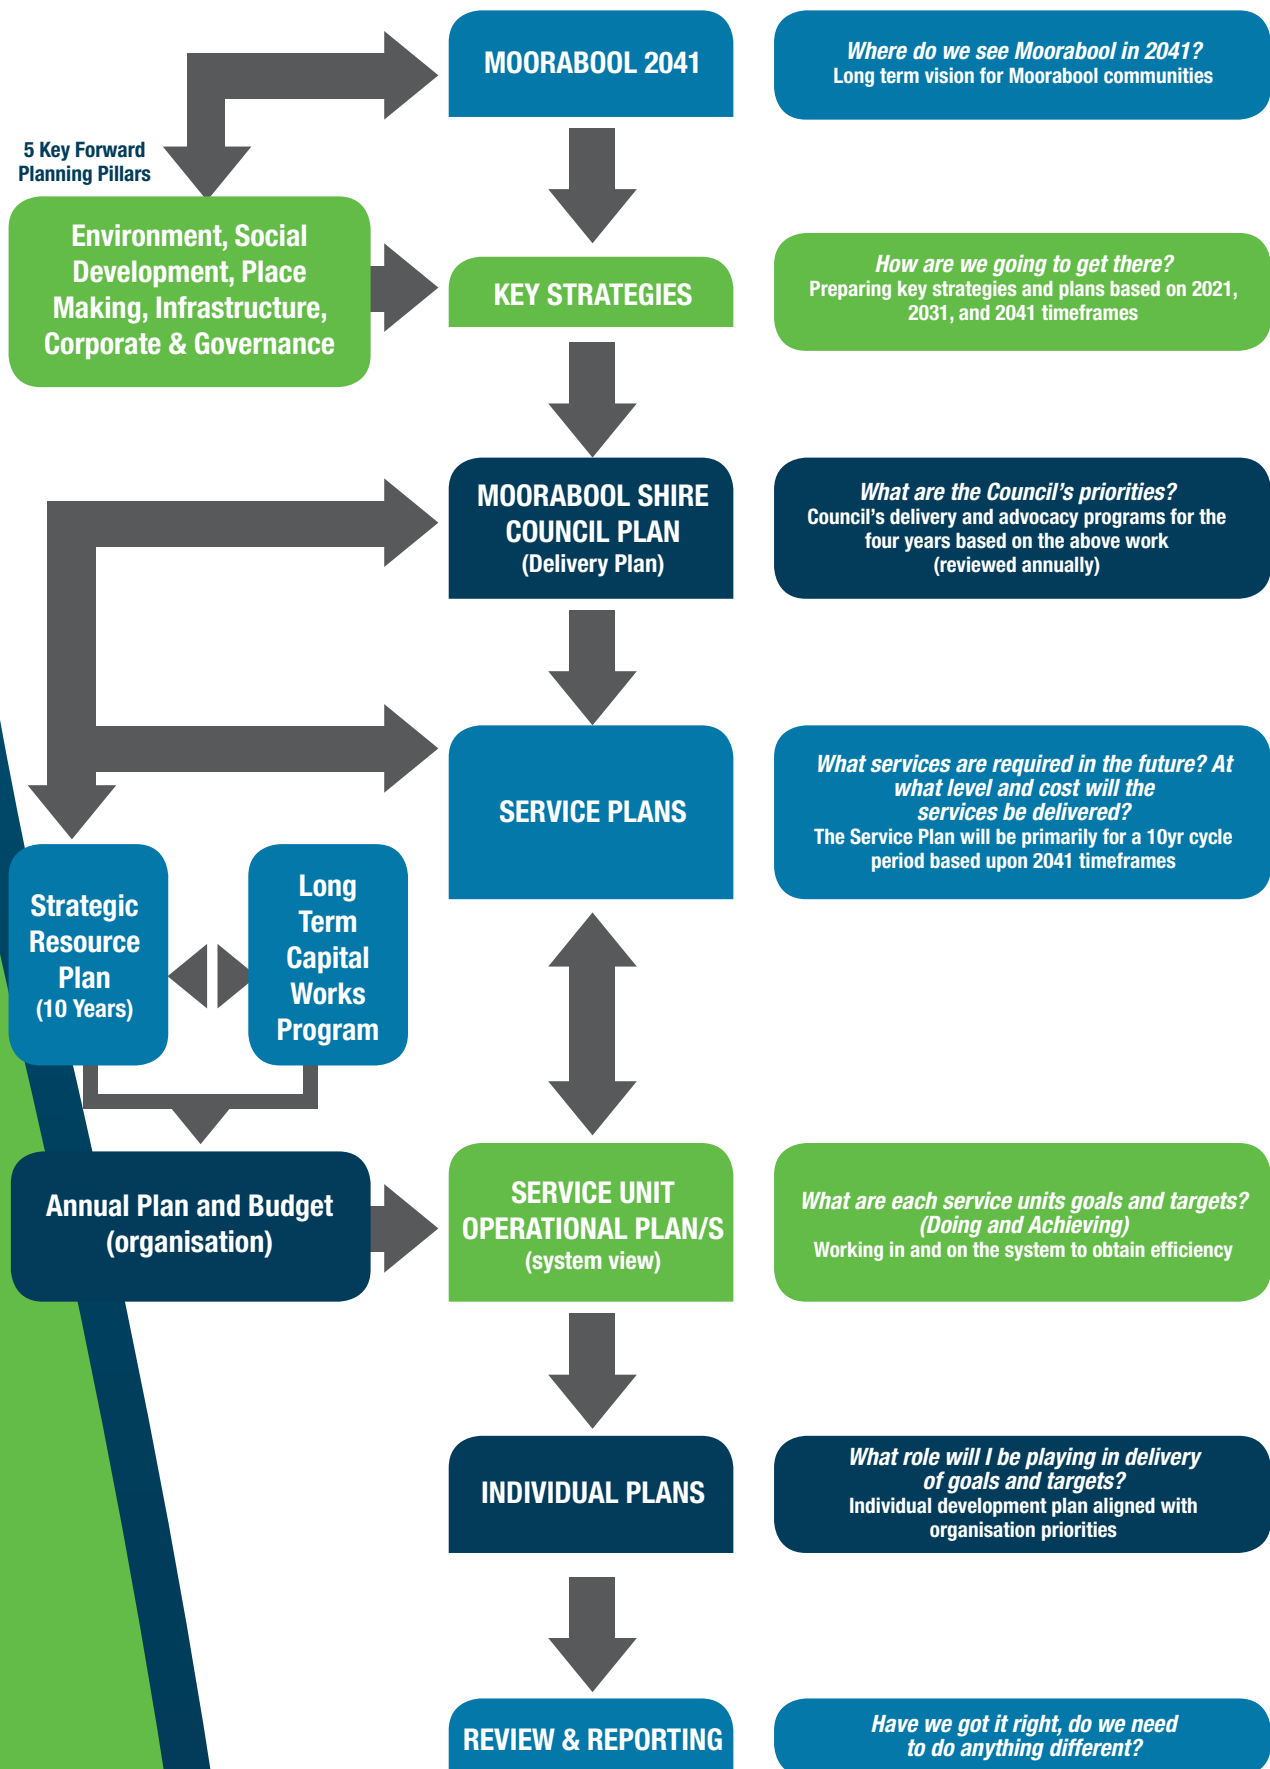 MOORABOOL 2041
Where do we see Moorabool in 2041?
Long term vision for Moorabool communities
5 Key Forward
Planning Pillars
Environment, Social
Development, Place
Making, Infrastructure,
Corporate & Governance
KEY STRATEGIES
How are we going to get there?
Preparing key strategies and plans based on 2021,
2031, and 2041 timeframes
MOORABOOL SHIRE
COUNCIL PLAN
(Delivery Plan)
What are the Council's priorities?
Council's delivery and advocacy programs for the
four years based on the above work
(reviewed annually)
SERVICE PLANS
What services are required in the future? At
what level and cost will the
services be delivered?
The Service Plan will be primarily for a 10yr cycle
period based upon 2041 timeframes
Strategic
Resource
Plan
(10 Years)
Long
Term
Capital
Works
Program
Annual Plan and Budget
(organisation)
SERVICE UNIT
OPERATIONAL PLAN/S
(system view)
What are each service units goals and targets?
(Doing and Achieving)
Working in and on the system to obtain efficiency
INDIVIDUAL PLANS
What role will I be playing in delivery
of goals and targets?
Individual development plan aligned with
organisation priorities
REVIEW & REPORTING
Have we got it right, do we need
to do anything different?